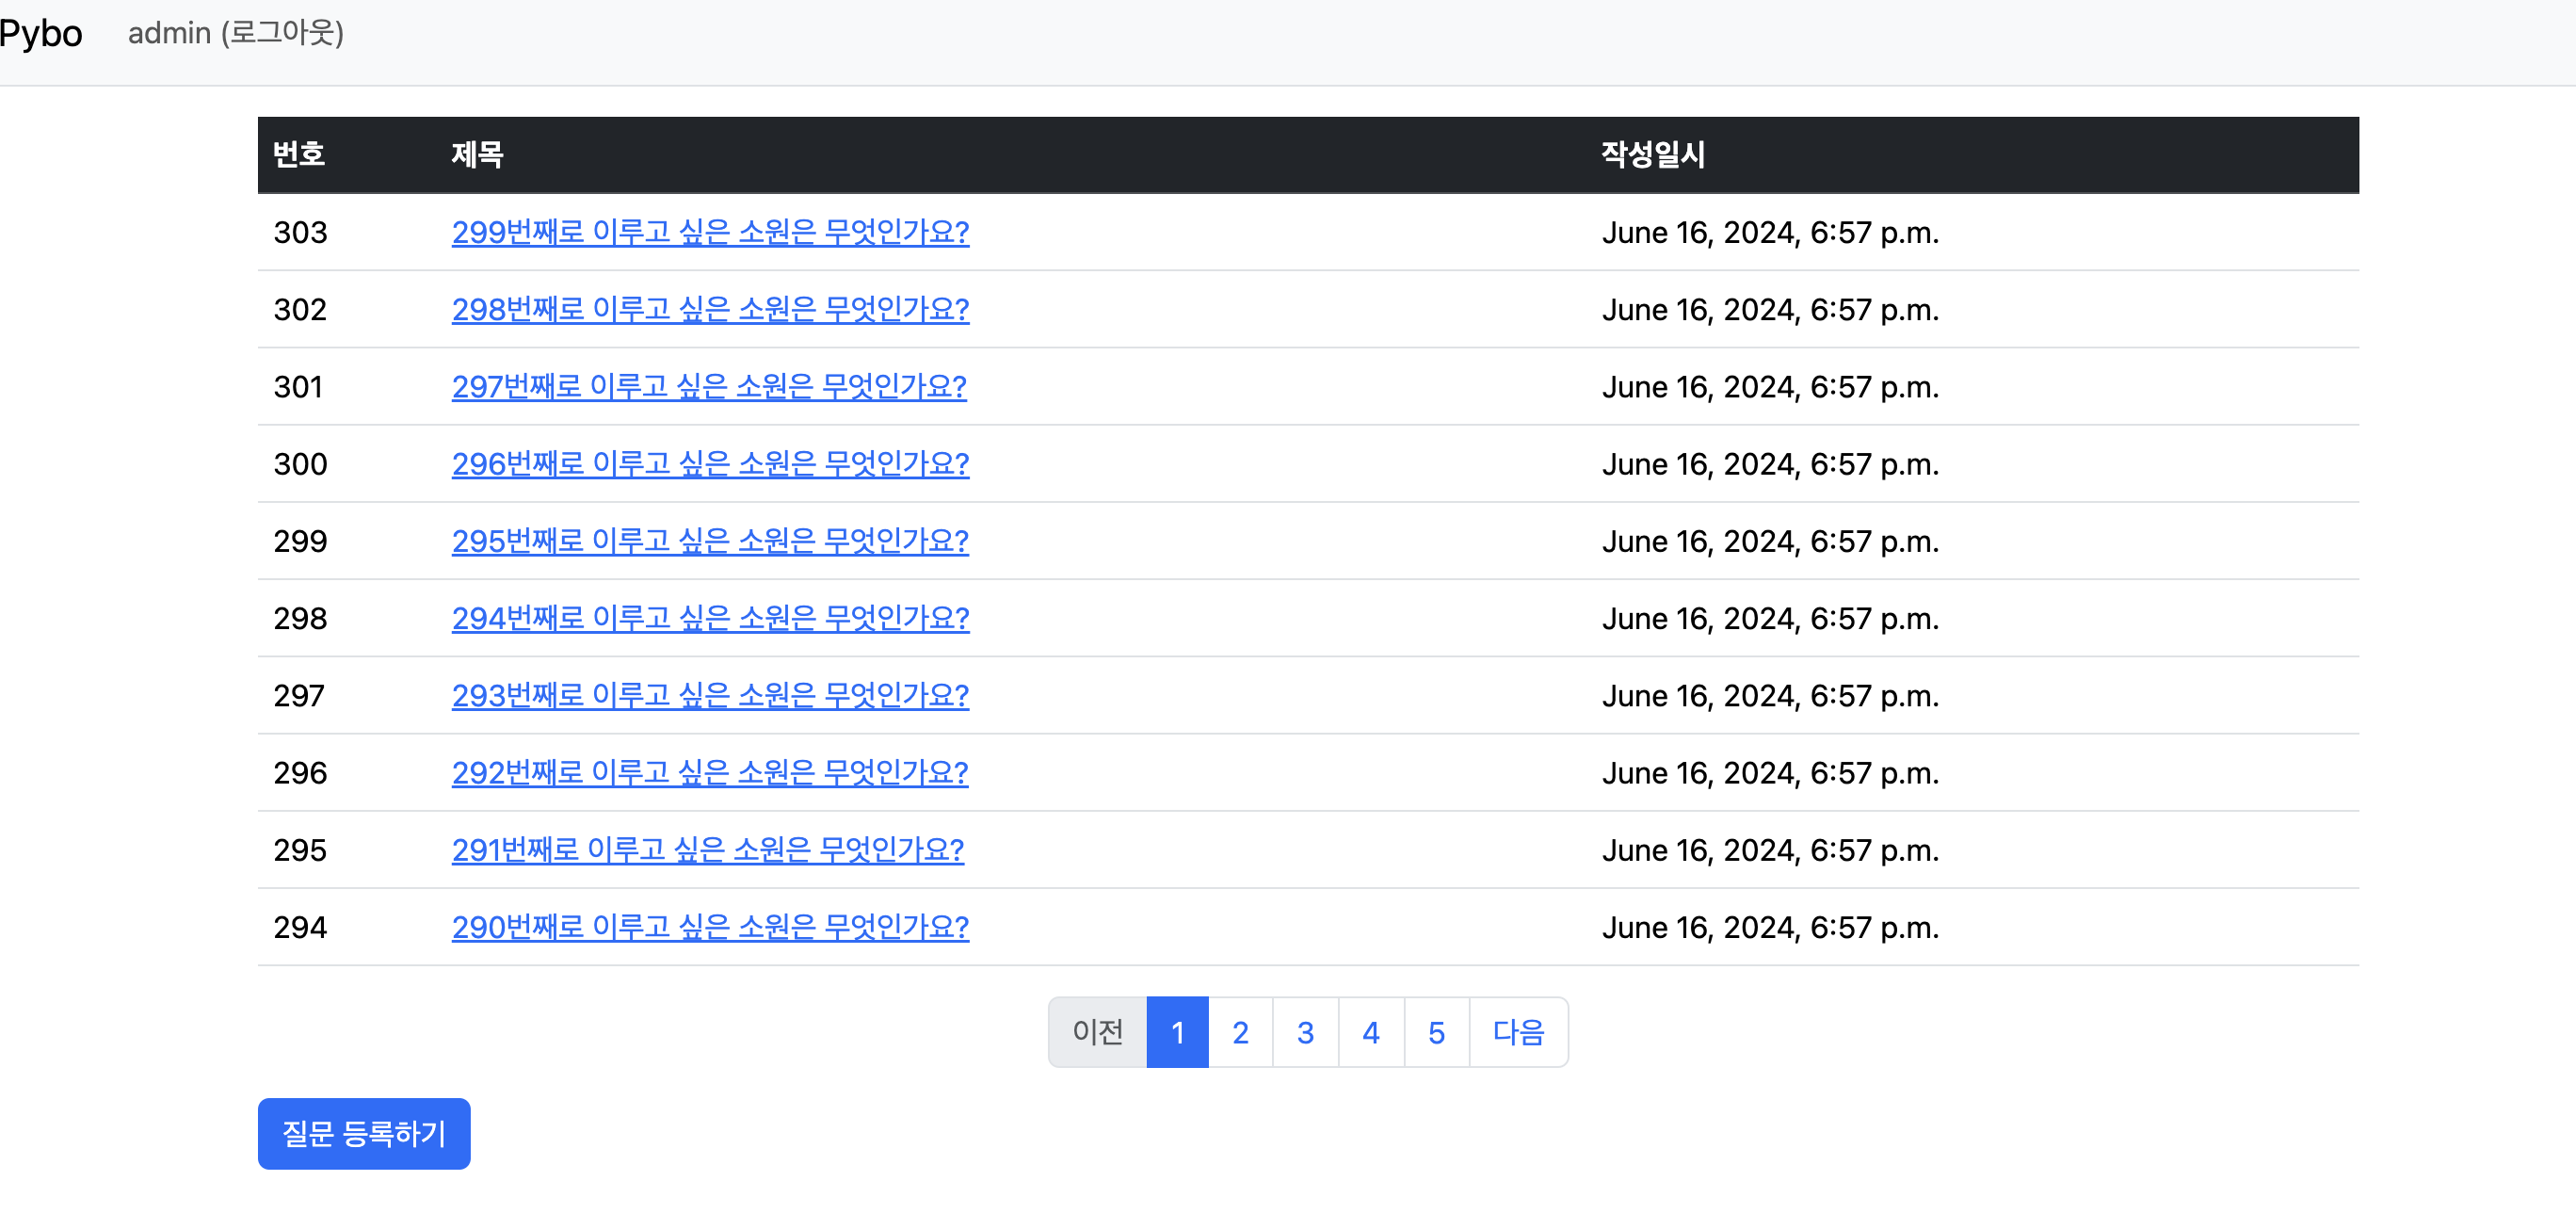 Pybo admin (로그아웃)
번호 제목 작성일시
303 299번째로 이루고 싶은 소원은 무엇인가요? June 16, 2024, 6:57 p.m.
302 298번째로 이루고 싶은 소원은 무엇인가요? June 16, 2024, 6:57 p.m.
301 297번째로 이루고 싶은 소원은 무엇인가요? June 16, 2024, 6:57 p.m.
300 296번째로 이루고 싶은 소원은 무엇인가요? June 16, 2024, 6:57 p.m.
299 295번째로 이루고 싶은 소원은 무엇인가요? June 16, 2024, 6:57 p.m.
298 294번째로 이루고 싶은 소원은 무엇인가요? June 16, 2024, 6:57 p.m.
297 293번째로 이루고 싶은 소원은 무엇인가요? June 16, 2024, 6:57 p.m.
296 292번째로 이루고 싶은 소원은 무엇인가요? June 16, 2024, 6:57 p.m.
295 291번째로 이루고 싶은 소원은 무엇인가요? June 16, 2024, 6:57 p.m.
294 290번째로 이루고 싶은 소원은 무엇인가요? June 16, 2024, 6:57 p.m.
이전 1 2 3 4 5 다음
질문 등록하기